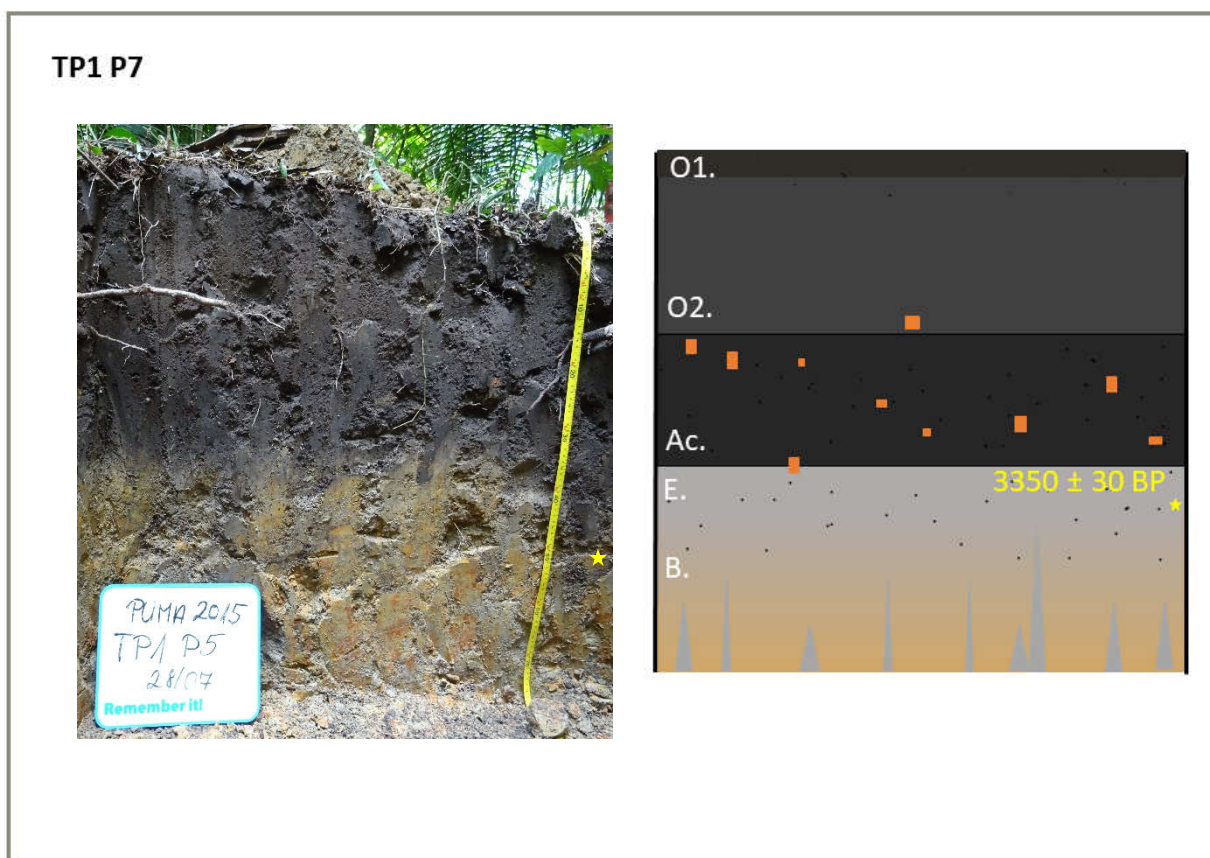 TP1 P7
PUMA 2015
TP1 P5
28/07
Remember it!
O1.
O2.
Ac.
E.
3350 ± 30 BP
B.